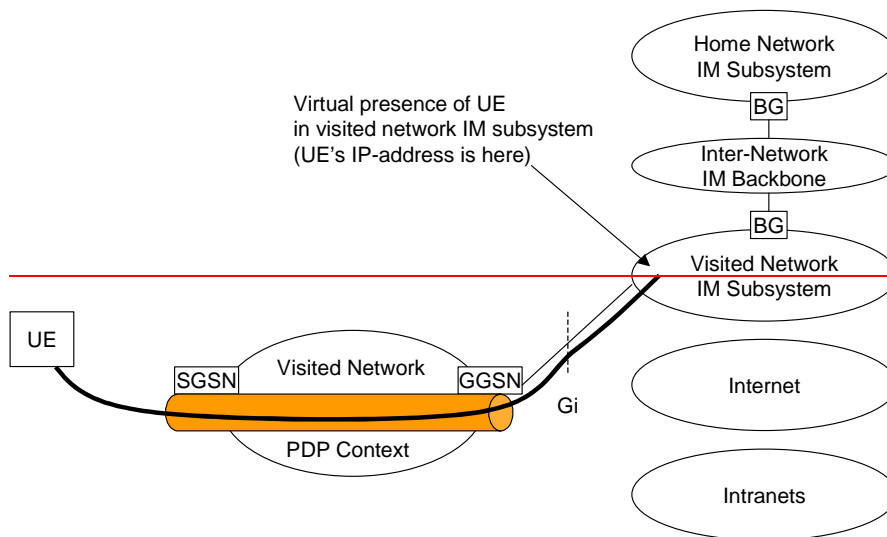 Home Network
IM Subsystem
BG
Virtual presence of UE
in visited network IM subsystem
(UE's IP-address is here)
Inter-Network
IM Backbone
BG
Visited Network
IM Subsystem
UE
Visited Network
SGSN
GGSN
Internet
Gi
PDP Context
Intranets